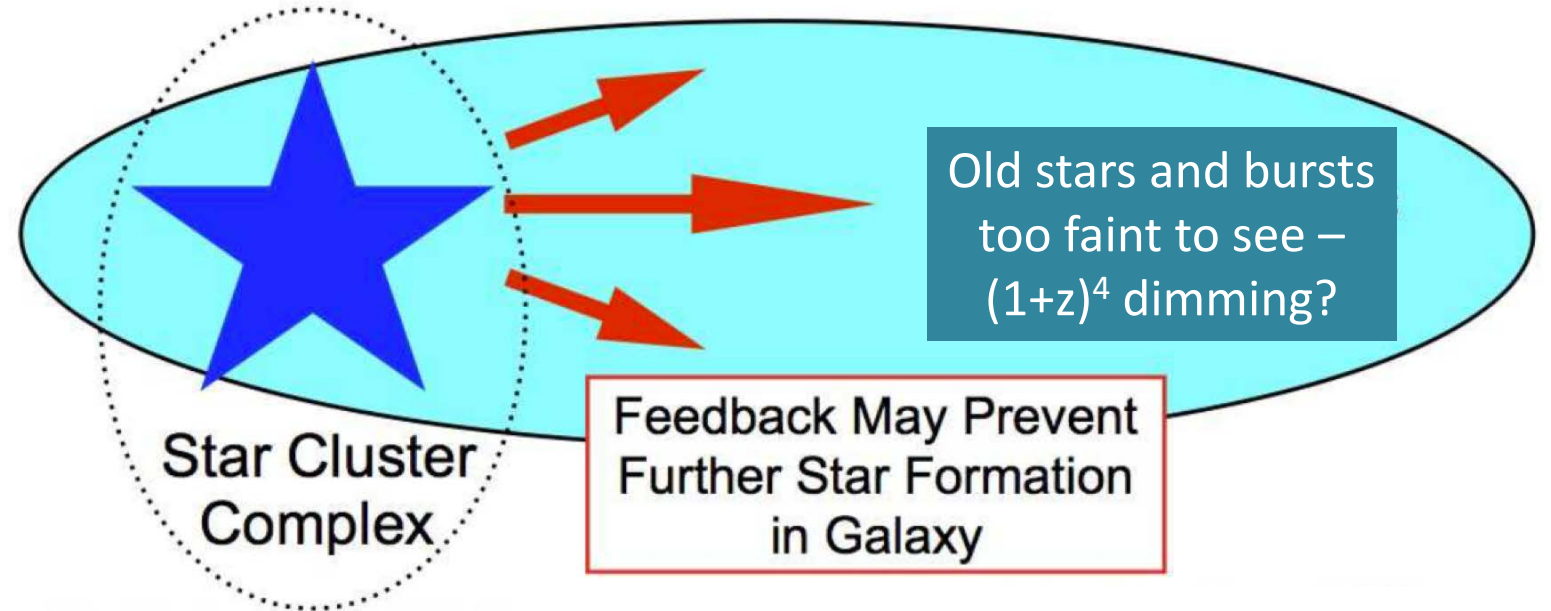 Old stars and bursts
too faint to see –
(1+z)⁴ dimming?
Feedback May Prevent
Further Star Formation
in Galaxy
Star Cluster
Complex